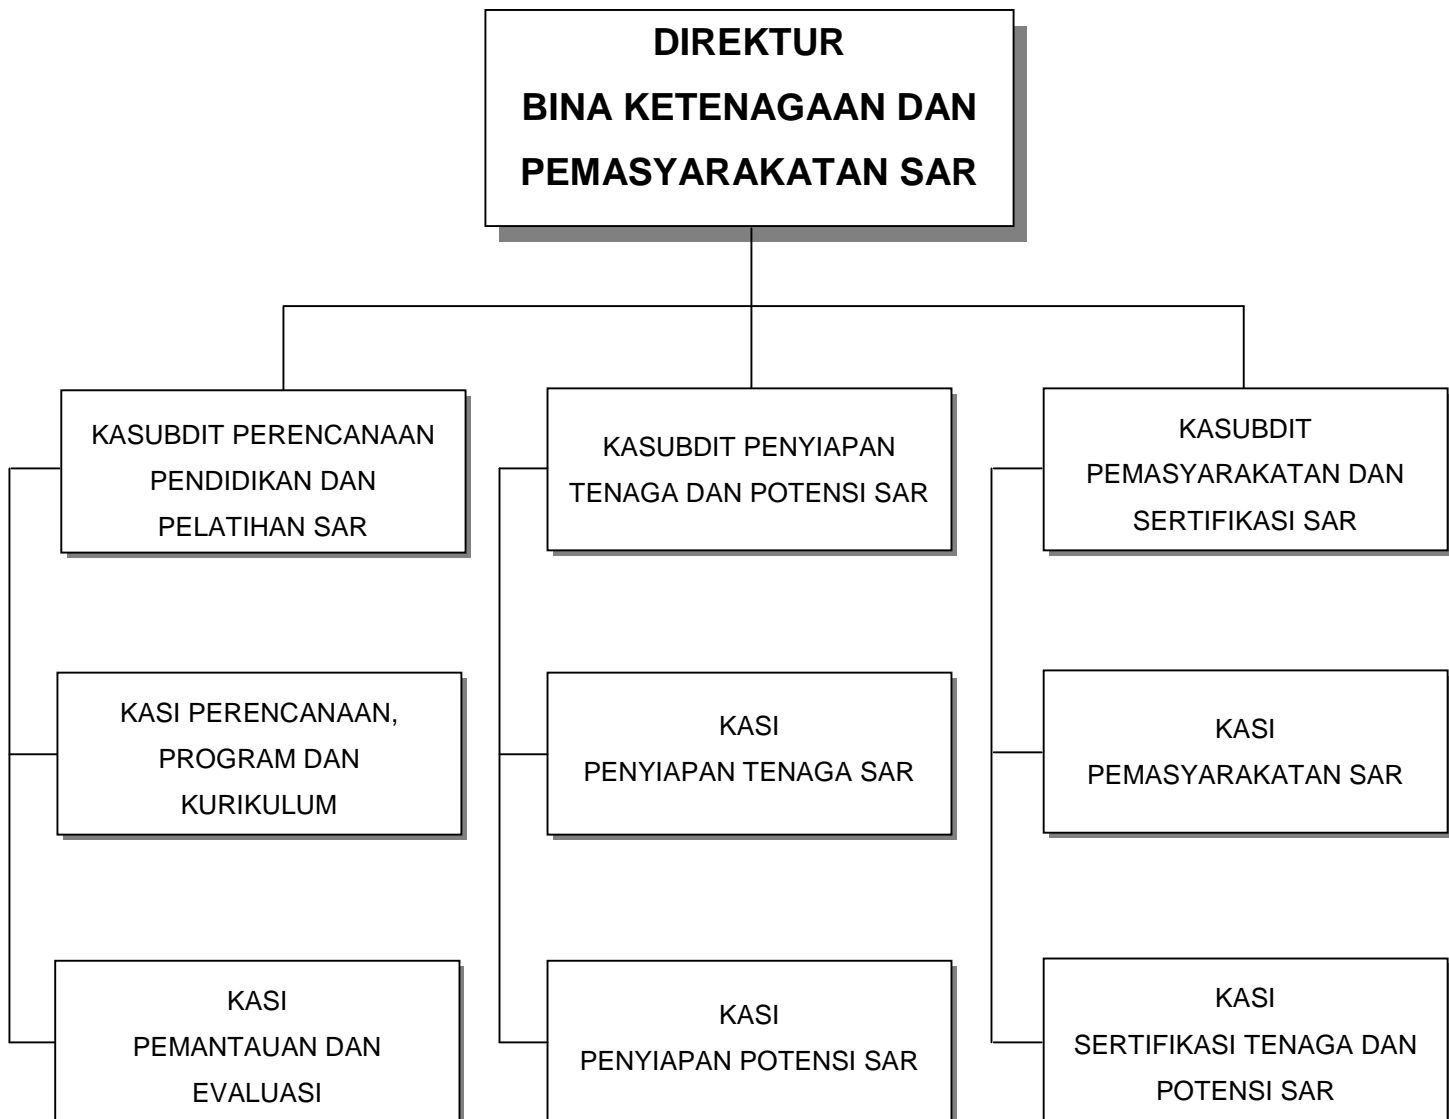 DIREKTUR
BINA KETENAGAAN DAN
PEMASYARAKATAN SAR
KASUBDIT PERENCANAAN
PENDIDIKAN DAN
PELATIHAN SAR
KASUBDIT PENYIAPAN
TENAGA DAN POTENSI SAR
KASUBDIT
PEMASYARAKATAN DAN
SERTIFIKASI SAR
KASI PERENCANAAN,
PROGRAM DAN
KURIKULUM
KASI
PENYIAPAN TENAGA SAR
KASI
PEMASYARAKATAN SAR
KASI
PEMANTAUAN DAN
EVALUASI
KASI
PENYIAPAN POTENSI SAR
KASI
SERTIFIKASI TENAGA DAN
POTENSI SAR